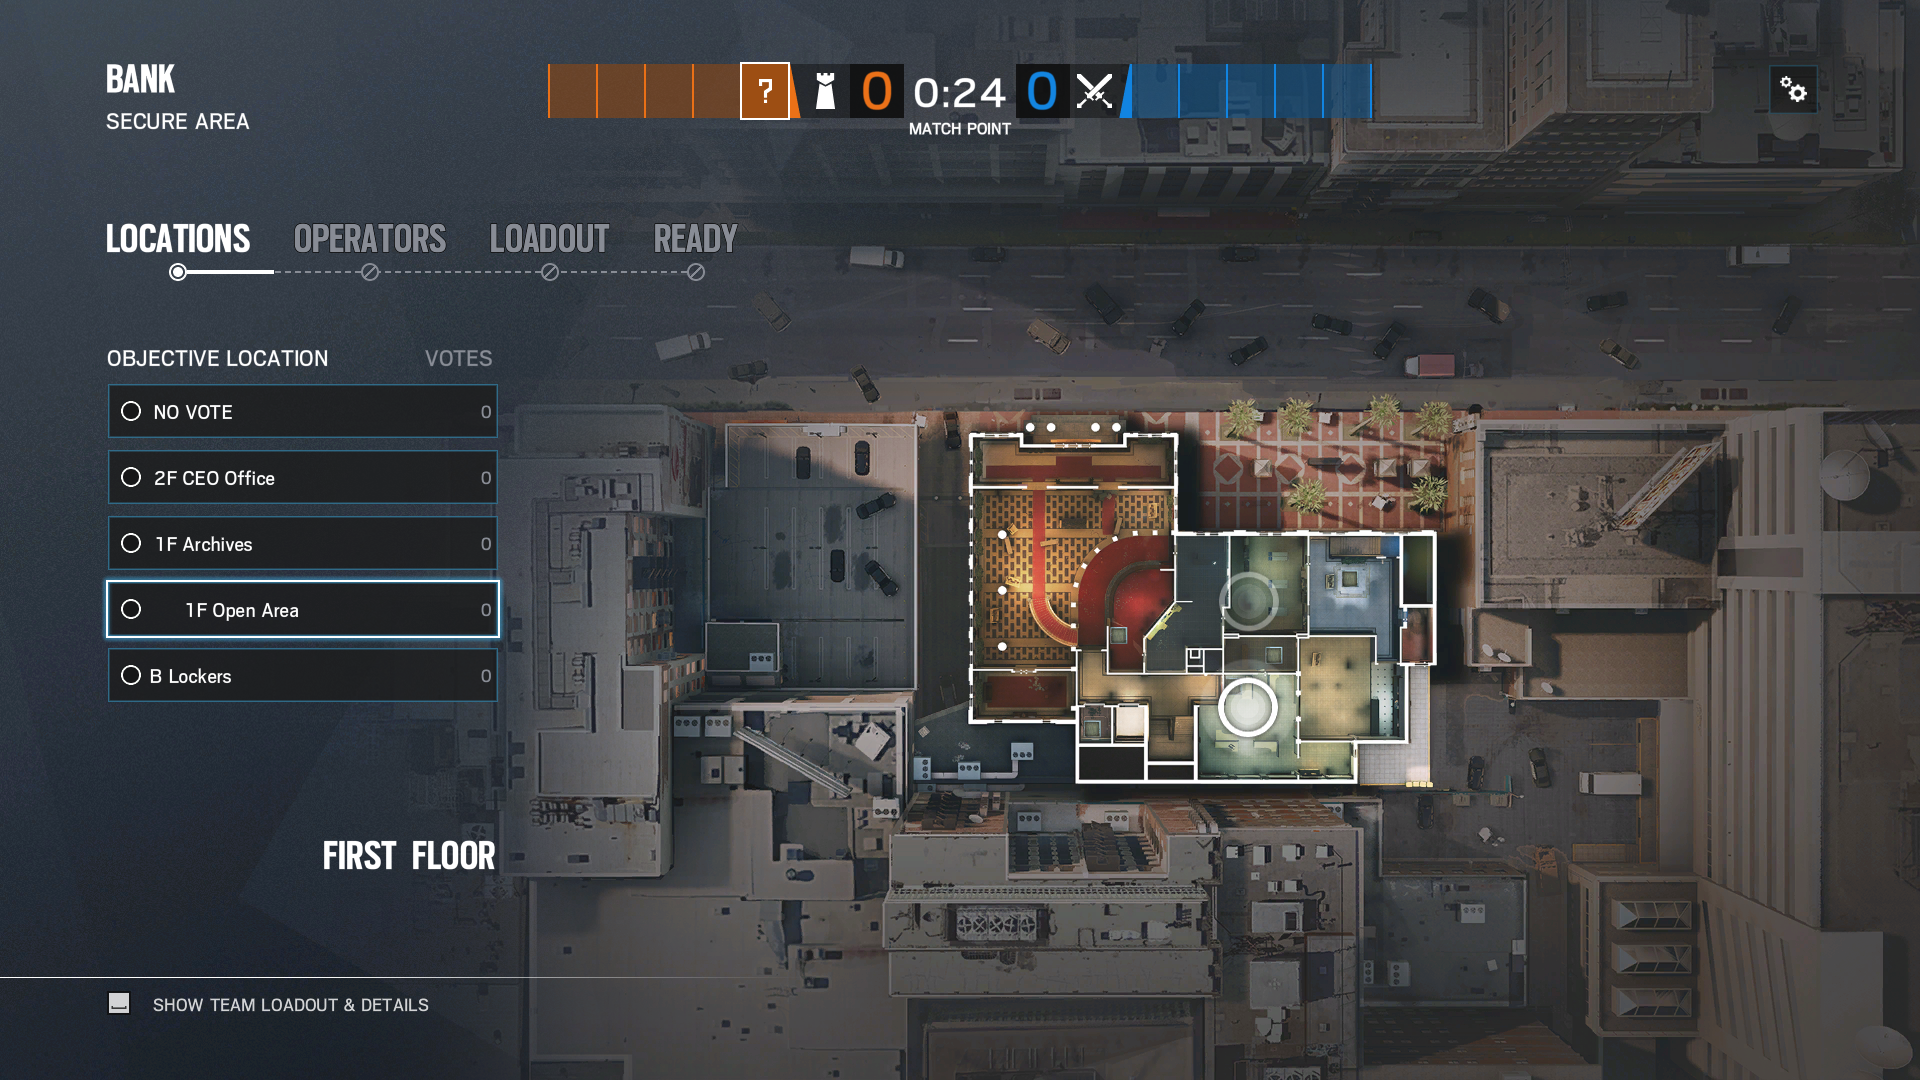 BANK
SECURE AREA
?
0
0:24
0
MATCH POINT
LOCATIONS
OPERATORS
LOADOUT
READY
OBJECTIVE LOCATION
VOTES
NO VOTE
0
2F CEO Office
0
1F Archives
0
1F Open Area
0
B Lockers
0
FIRST FLOOR
SHOW TEAM LOADOUT & DETAILS